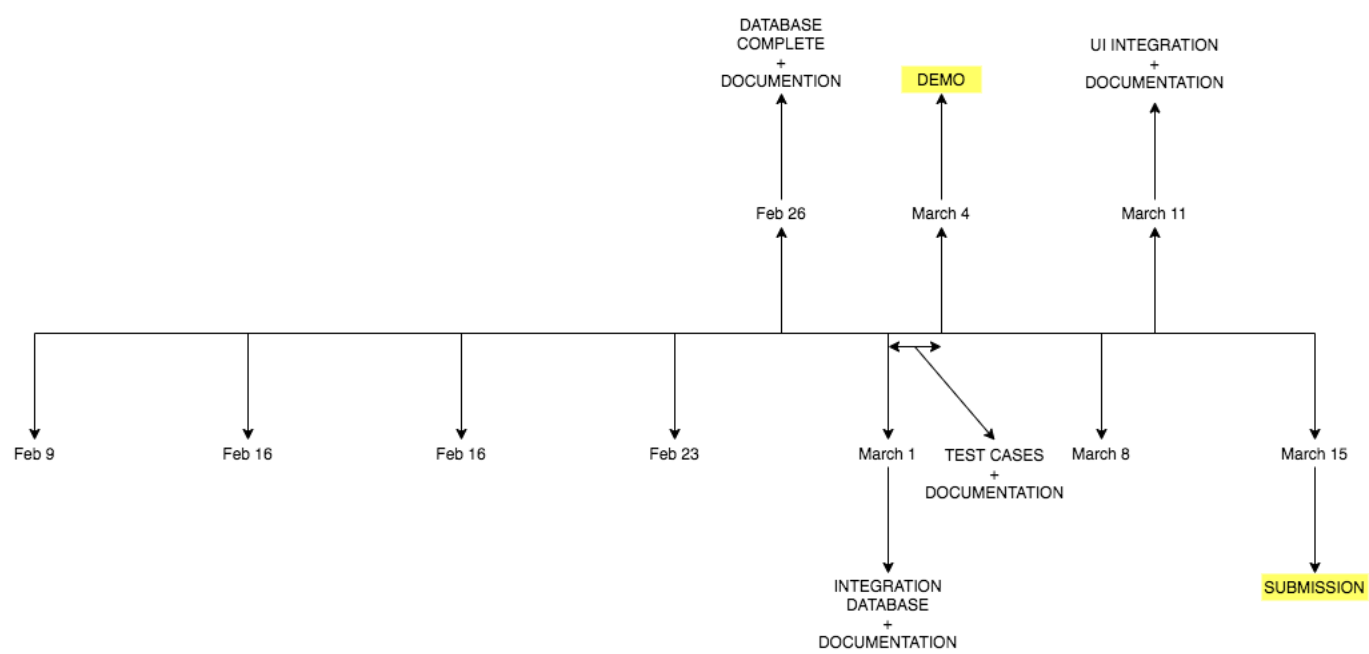 DATABASE
COMPLETE
+
DOCUMENTION
DEMO
UI INTEGRATION
+
DOCUMENTATION
Feb 26
March 4
March 11
Feb 9
Feb 16
Feb 16
Feb 23
March 1
TEST CASES
+
DOCUMENTATION
March 8
March 15
INTEGRATION
DATABASE
+
DOCUMENTATION
SUBMISSION